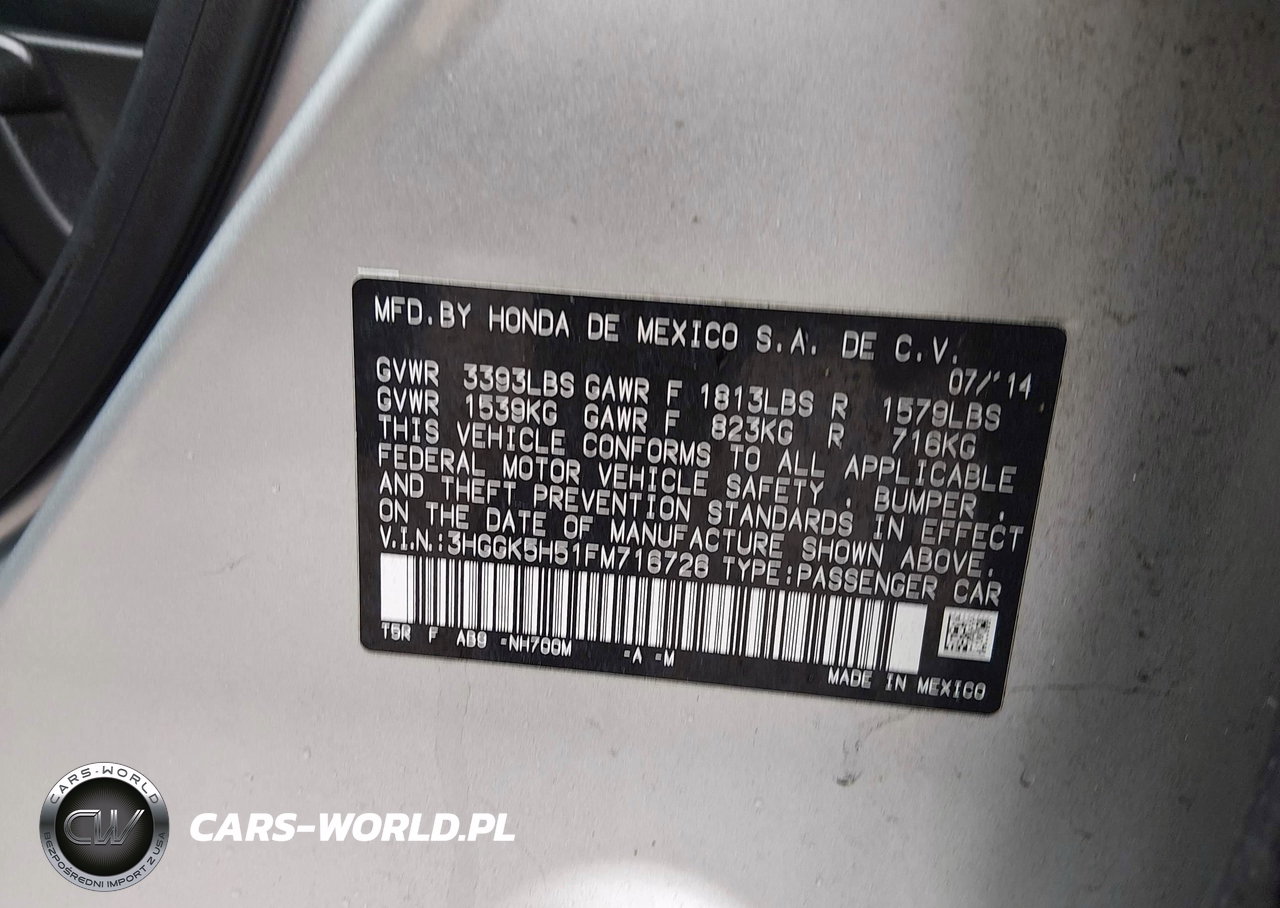 MFD.BY HONDA DE MEXICO S.A. DE C.V.
07/'14
GVWR 3393LBS GAWR F 1813LBS R 1579LBS
GVWR 1539KG GAWR F 823KG R 716KG
THIS VEHICLE CONFORMS TO ALL APPLICABLE
FEDERAL MOTOR VEHICLE SAFETY , BUMPER ,
AND THEFT PREVENTION STANDARDS IN EFFECT
ON THE DATE OF MANUFACTURE SHOWN ABOVE.
V.I.N.:3HGGK5H51FM716726 TYPE:PASSENGER CAR
T5R F AB9 *NH700M *A *M
MADE IN MEXICO
CARS-WORLD
CW
BEZPOŚREDNI IMPORT Z USA
CARS-WORLD.PL